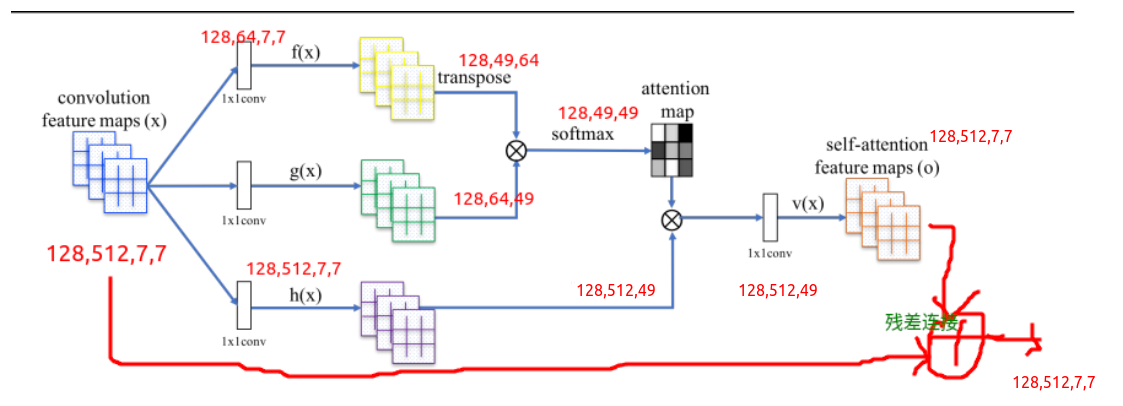 128,64,7,7
f(x)
1x1conv
transpose
128,49,64
convolution
feature maps (x)
128,512,7,7
g(x)
1x1conv
128,64,49
128,49,49
softmax
attention
map
128,512,7,7
h(x)
1x1conv
128,512,49
v(x)
1x1conv
128,512,49
self-attention
feature maps (o)
128,512,7,7
残差连接
128,512,7,7